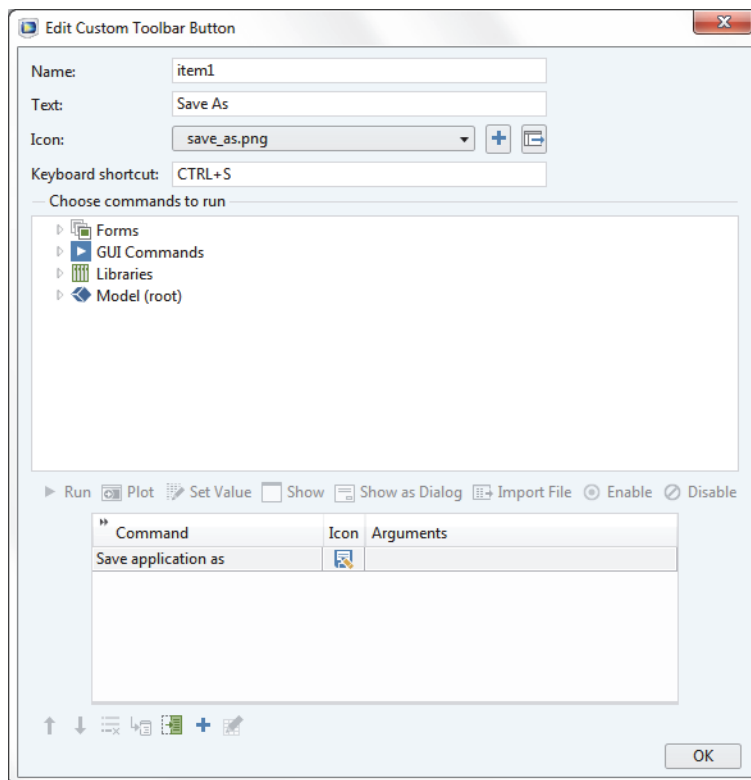 Edit Custom Toolbar Button
Name: item1
Text: Save As
Icon: save_as.png
Keyboard shortcut: CTRL+S
Choose commands to run
Forms
GUI Commands
Libraries
Model (root)
Run Plot Set Value Show Show as Dialog Import File Enable Disable
Command Icon Arguments
Save application as
OK